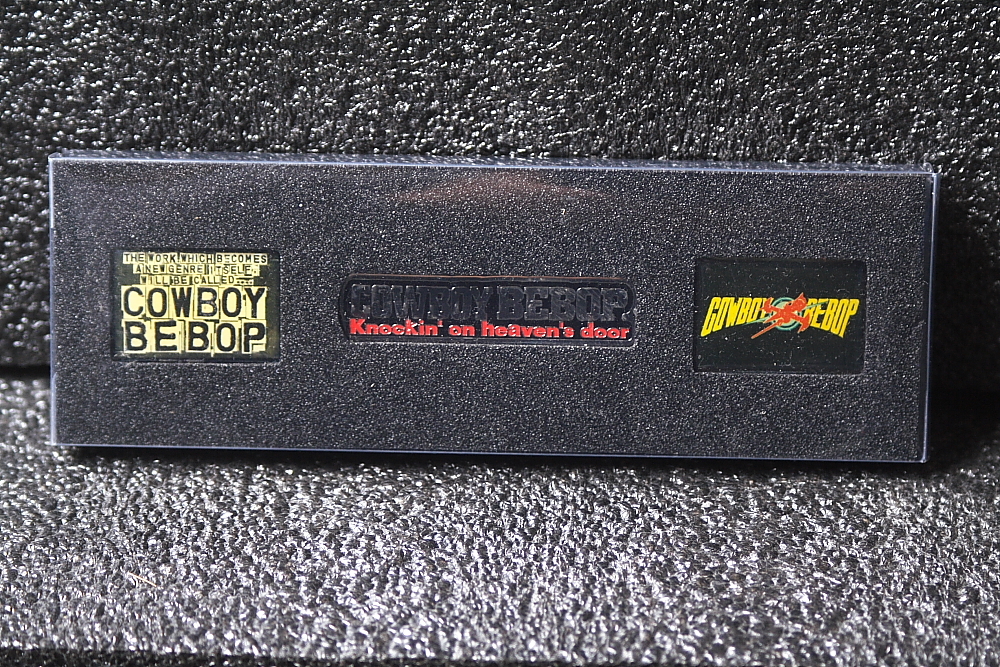 THE WORK WHICH BECOMES
A NEW GENRE ITSELF,
WILL BE CALLED...
COWBOY
BEBOP
COWBOY BEBOP
Knockin' on heaven's door
COWBOY BEBOP